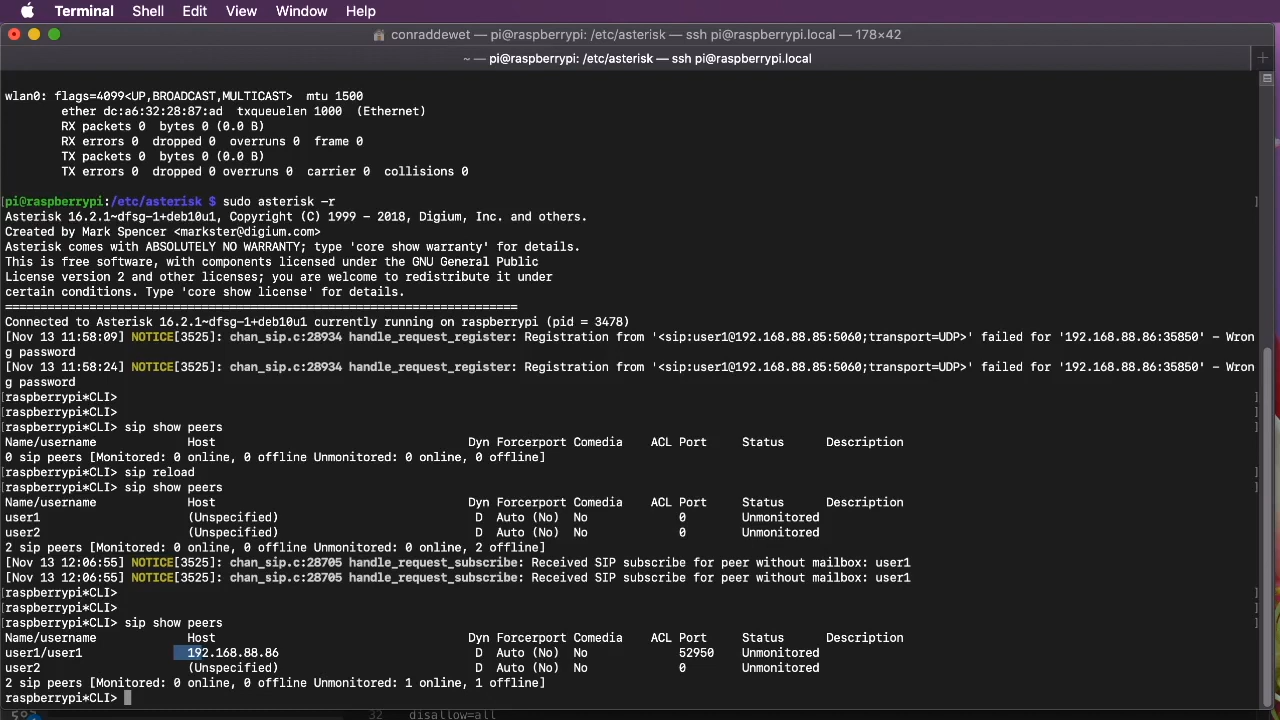 Terminal Shell Edit View Window Help
conraddewet — pi@raspberrypi: /etc/asterisk — ssh pi@raspberrypi.local — 178×42
~ — pi@raspberrypi: /etc/asterisk — ssh pi@raspberrypi.local
wlan0: flags=4099<UP,BROADCAST,MULTICAST>  mtu 1500
ether dc:a6:32:28:87:ad  txqueuelen 1000  (Ethernet)
RX packets 0  bytes 0 (0.0 B)
RX errors 0  dropped 0  overruns 0  frame 0
TX packets 0  bytes 0 (0.0 B)
TX errors 0  dropped 0 overruns 0  carrier 0  collisions 0
[pi@raspberrypi:/etc/asterisk $ sudo asterisk -r ]
Asterisk 16.2.1~dfsg-1+deb10u1, Copyright (C) 1999 - 2018, Digium, Inc. and others.
Created by Mark Spencer <markster@digium.com>
Asterisk comes with ABSOLUTELY NO WARRANTY; type 'core show warranty' for details.
This is free software, with components licensed under the GNU General Public
License version 2 and other licenses; you are welcome to redistribute it under
certain conditions. Type 'core show license' for details.
=========================================================================
Connected to Asterisk 16.2.1~dfsg-1+deb10u1 currently running on raspberrypi (pid = 3478)
[Nov 13 11:58:09] NOTICE[3525]: chan_sip.c:28934 handle_request_register: Registration from '<sip:user1@192.168.88.85:5060;transport=UDP>' failed for '192.168.88.86:35850' - Wron
g password
[Nov 13 11:58:24] NOTICE[3525]: chan_sip.c:28934 handle_request_register: Registration from '<sip:user1@192.168.88.85:5060;transport=UDP>' failed for '192.168.88.86:35850' - Wron
g password
[raspberrypi*CLI> ]
[raspberrypi*CLI> ]
[raspberrypi*CLI> sip show peers ]
Name/username Host Dyn Forcerport Comedia ACL Port Status Description
0 sip peers [Monitored: 0 online, 0 offline Unmonitored: 0 online, 0 offline]
[raspberrypi*CLI> sip reload ]
[raspberrypi*CLI> sip show peers ]
Name/username Host Dyn Forcerport Comedia ACL Port Status Description
user1 (Unspecified) D Auto (No) No 0 Unmonitored
user2 (Unspecified) D Auto (No) No 0 Unmonitored
2 sip peers [Monitored: 0 online, 0 offline Unmonitored: 0 online, 2 offline]
[Nov 13 12:06:55] NOTICE[3525]: chan_sip.c:28705 handle_request_subscribe: Received SIP subscribe for peer without mailbox: user1
[Nov 13 12:06:55] NOTICE[3525]: chan_sip.c:28705 handle_request_subscribe: Received SIP subscribe for peer without mailbox: user1
[raspberrypi*CLI> ]
[raspberrypi*CLI> ]
[raspberrypi*CLI> sip show peers ]
Name/username Host Dyn Forcerport Comedia ACL Port Status Description
user1/user1 192.168.88.86 D Auto (No) No 52950 Unmonitored
user2 (Unspecified) D Auto (No) No 0 Unmonitored
2 sip peers [Monitored: 0 online, 0 offline Unmonitored: 1 online, 1 offline]
raspberrypi*CLI>
32 disallow=all